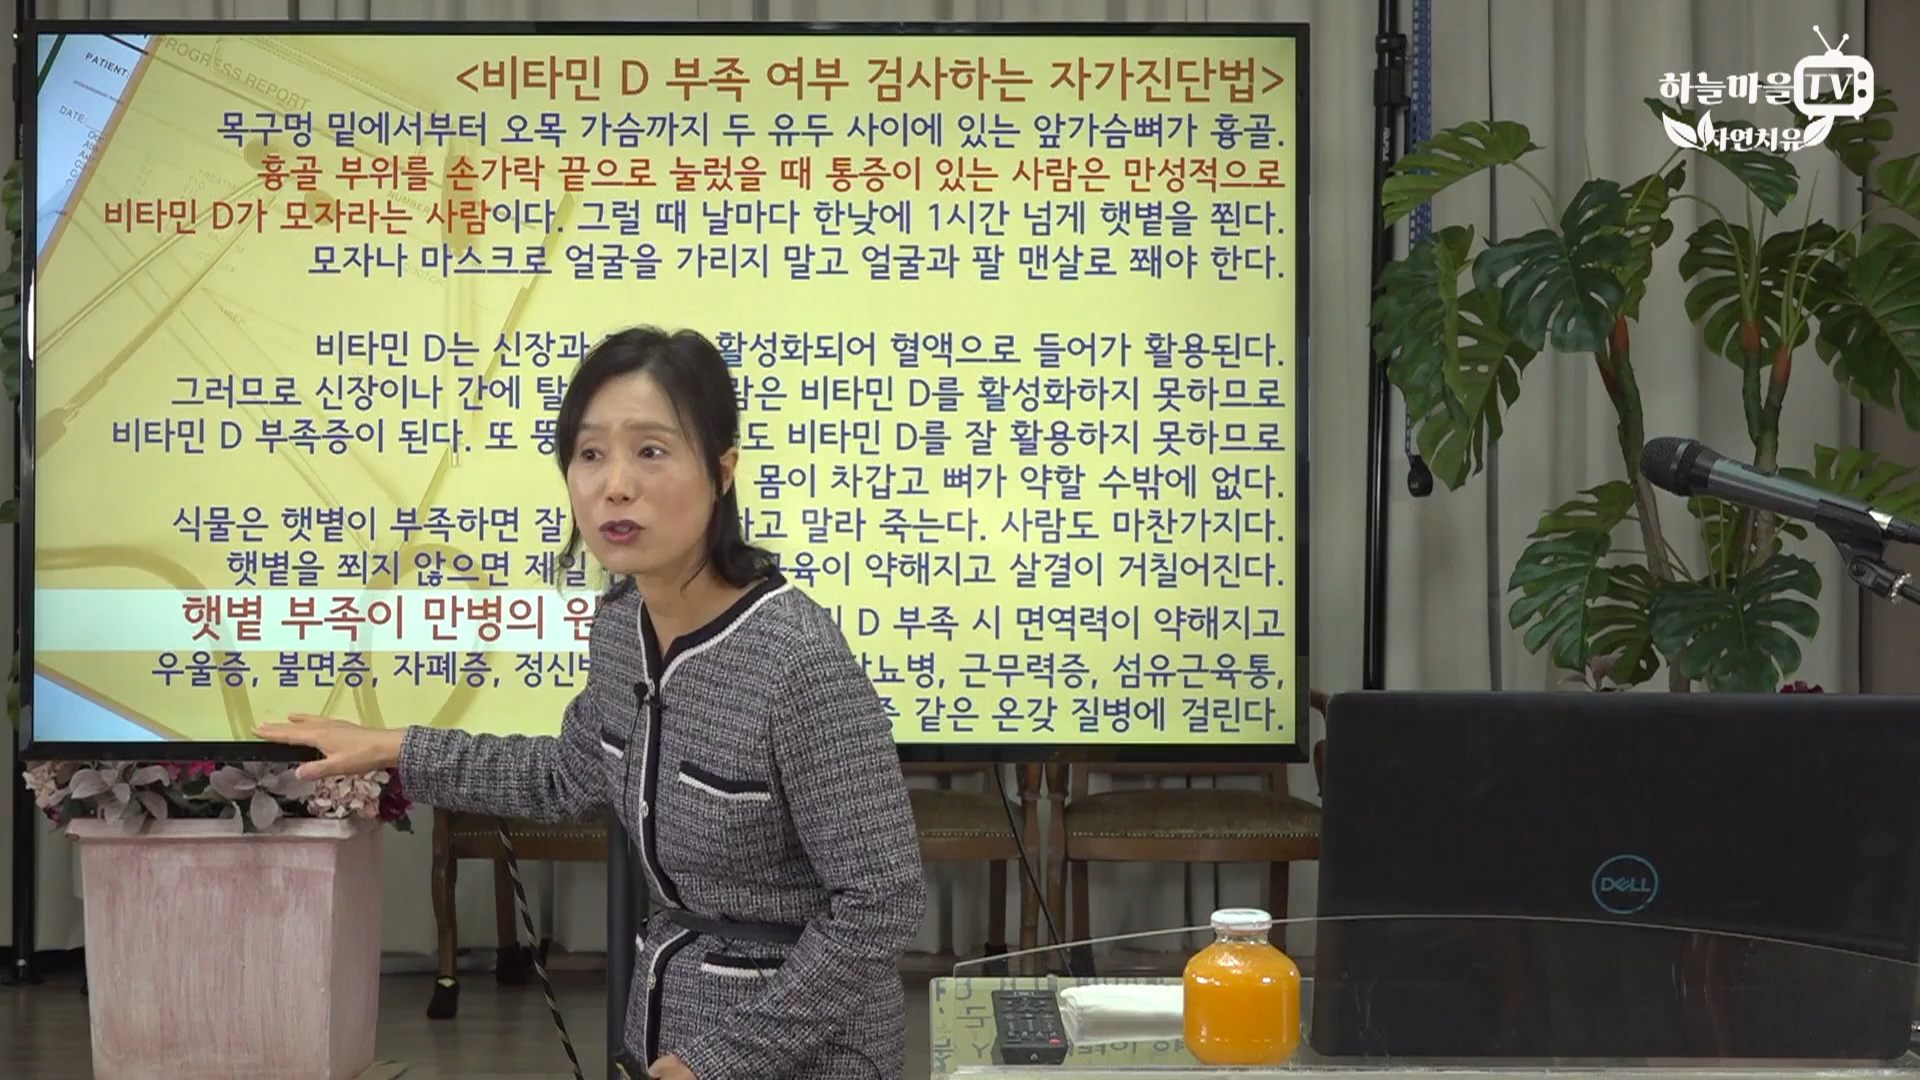 <비타민 D 부족 여부 검사하는 자가진단법>
목구멍 밑에서부터 오목 가슴까지 두 유두 사이에 있는 앞가슴뼈가 흉골.
흉골 부위를 손가락 끝으로 눌렀을 때 통증이 있는 사람은 만성적으로
비타민 D가 모자라는 사람이다. 그럴 때 날마다 한낮에 1시간 넘게 햇볕을 쬔다.
모자나 마스크로 얼굴을 가리지 말고 얼굴과 팔 맨살로 쫴야 한다.
비타민 D는 신장과 활성화되어 혈액으로 들어가 활용된다.
그러므로 신장이나 간에 탈 은 비타민 D를 활성화하지 못하므로
비타민 D 부족증이 된다. 또 뚱 도 비타민 D를 잘 활용하지 못하므로
몸이 차갑고 뼈가 약할 수밖에 없다.
식물은 햇볕이 부족하면 잘 하고 말라 죽는다. 사람도 마찬가지다.
햇볕을 쬐지 않으면 제일 근육이 약해지고 살결이 거칠어진다.
햇볕 부족이 만병의 원 D 부족 시 면역력이 약해지고
우울증, 불면증, 자폐증, 정신 당뇨병, 근무력증, 섬유근육통,
같은 온갖 질병에 걸린다.
PROGRESS REPORT
PATIENT:
DATE:
NUMBER
DOCTOR
하늘마을 TV
자연치유
DELL